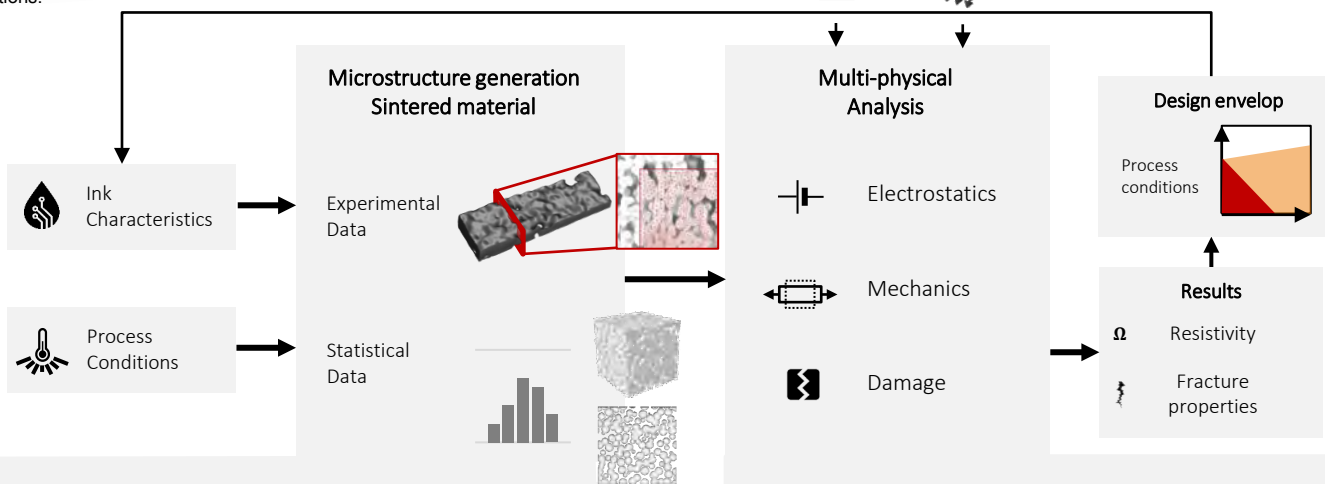 tions.
Microstructure generation
Sintered material
Multi-physical
Analysis
Design envelop
Process
conditions
Ink
Characteristics
Experimental
Data
Electrostatics
Mechanics
Results
Ω Resistivity
Process
Conditions
Statistical
Data
Damage
Fracture
properties